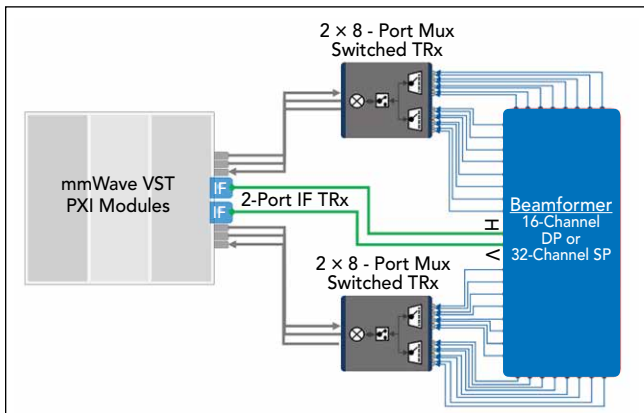 2 × 8 - Port Mux
Switched TRx
mmWave VST
PXI Modules
IF
IF
2-Port IF TRx
H
V
Beamformer
16-Channel
DP or
32-Channel SP
2 × 8 - Port Mux
Switched TRx